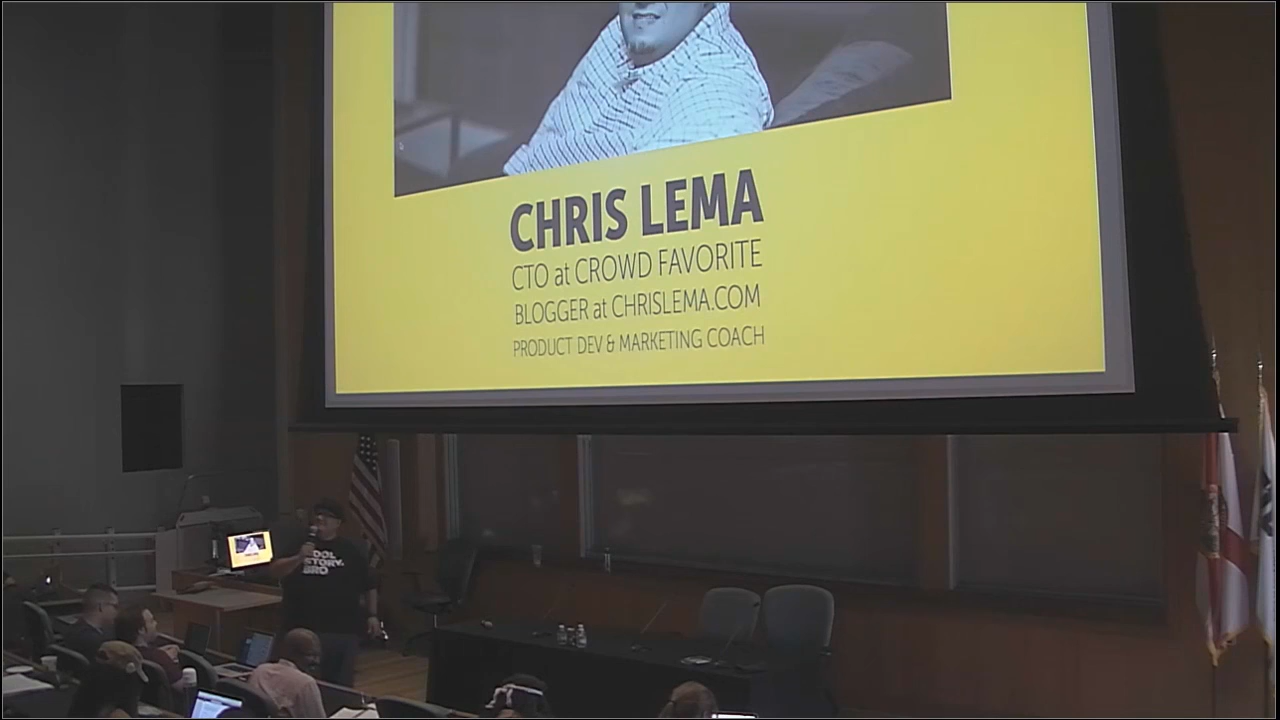 CHRIS LEMA
CTO at CROWD FAVORITE
BLOGGER at CHRISLEMA.COM
PRODUCT DEV & MARKETING COACH
STORY,
BRO